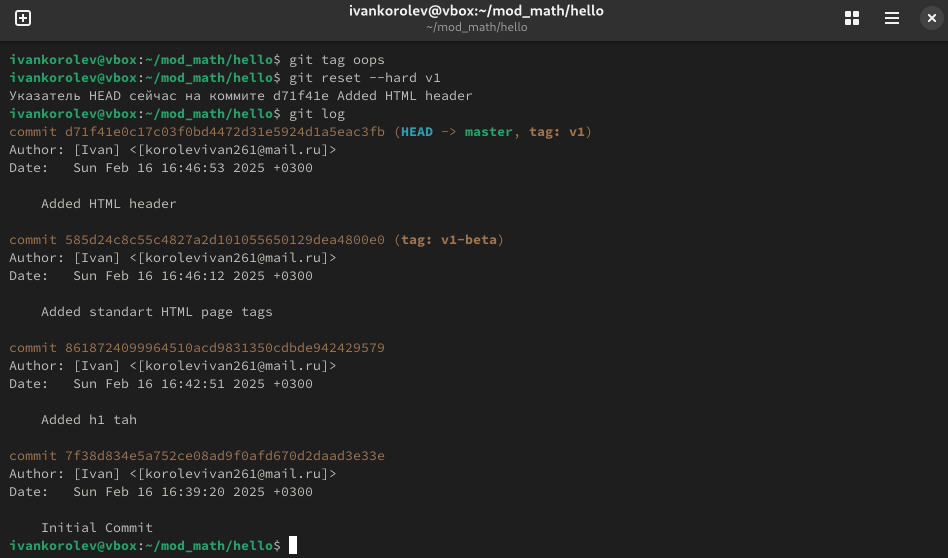 ivankorolev@vbox:~/mod_math/hello
~/mod_math/hello
ivankorolev@vbox:~/mod_math/hello$ git tag oops
ivankorolev@vbox:~/mod_math/hello$ git reset --hard v1
Указатель HEAD сейчас на коммите d71f41e Added HTML header
ivankorolev@vbox:~/mod_math/hello$ git log
commit d71f41e0c17c03f0bd4472d31e5924d1a5eac3fb (HEAD -> master, tag: v1)
Author: [Ivan] <[korolevivan261@mail.ru]>
Date:   Sun Feb 16 16:46:53 2025 +0300
    Added HTML header
commit 585d24c8c55c4827a2d101055650129dea4800e0 (tag: v1-beta)
Author: [Ivan] <[korolevivan261@mail.ru]>
Date:   Sun Feb 16 16:46:12 2025 +0300
    Added standart HTML page tags
commit 8618724099964510acd9831350cdbde942429579
Author: [Ivan] <[korolevivan261@mail.ru]>
Date:   Sun Feb 16 16:42:51 2025 +0300
    Added h1 tah
commit 7f38d834e5a752ce08ad9f0afd670d2daad3e33e
Author: [Ivan] <[korolevivan261@mail.ru]>
Date:   Sun Feb 16 16:39:20 2025 +0300
    Initial Commit
ivankorolev@vbox:~/mod_math/hello$